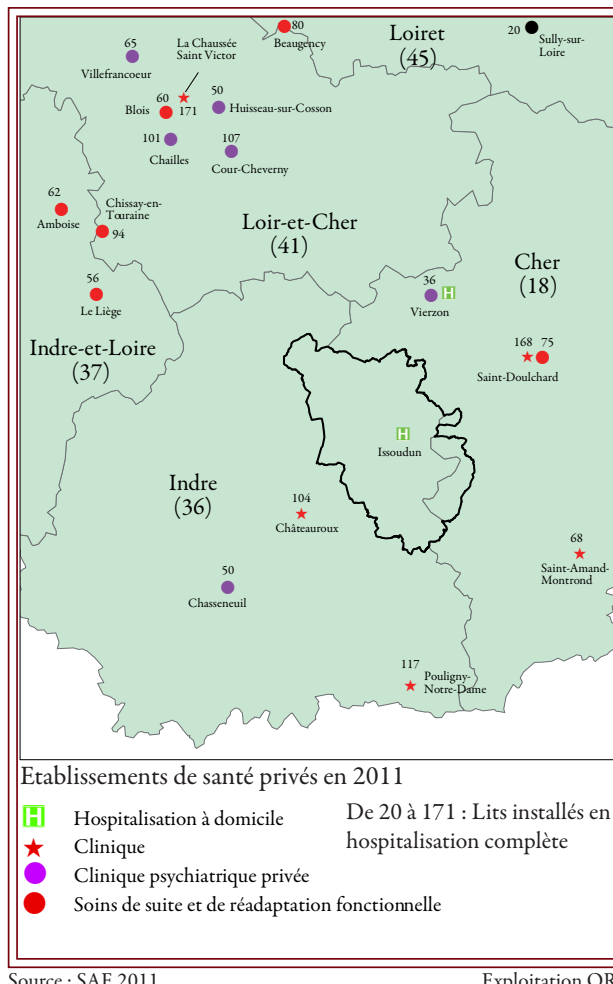 80
Beaugency
20
Sully-sur-
Loire
Loiret
(45)
65
Villefrancoeur
La Chaussée
Saint Victor
60
Blois
171
50
Huisseau-sur-Cosson
101
Chailles
107
Cour-Cheverny
62
Amboise
Chissay-en-
Touraine
94
Loir-et-Cher
(41)
Cher
(18)
56
Le Liège
36
Vierzon
H
Indre-et-Loire
(37)
168
75
Saint-Doulchard
H
Issoudun
Indre
(36)
104
Châteauroux
68
Saint-Amand-
Montrond
50
Chasseneuil
117
Pouligny-
Notre-Dame
Etablissements de santé privés en 2011
H Hospitalisation à domicile
Clinique
Clinique psychiatrique privée
Soins de suite et de réadaptation fonctionnelle
De 20 à 171 : Lits installés en
hospitalisation complète
Source : SAE 2011
Exploitation OR